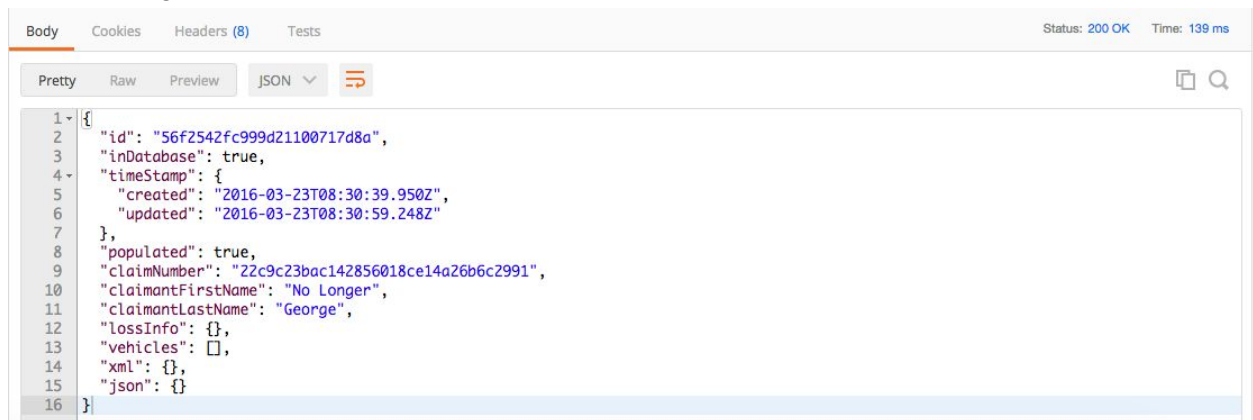 Body Cookies Headers (8) Tests Status: 200 OK Time: 139 ms
Pretty Raw Preview JSON
1 {
2 "id": "56f2542fc999d21100717d8a",
3 "inDatabase": true,
4 "timeStamp": {
5 "created": "2016-03-23T08:30:39.950Z",
6 "updated": "2016-03-23T08:30:59.248Z"
7 },
8 "populated": true,
9 "claimNumber": "22c9c23bac142856018ce14a26b6c2991",
10 "claimantFirstName": "No Longer",
11 "claimantLastName": "George",
12 "lossInfo": {},
13 "vehicles": [],
14 "xml": {},
15 "json": {}
16 }